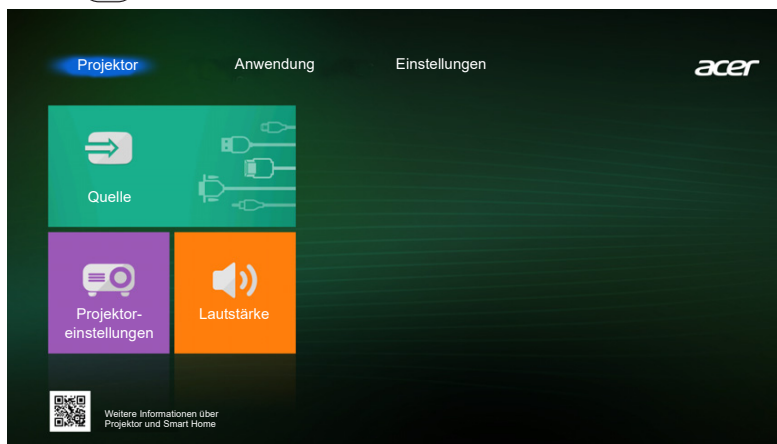 Projektor Anwendung Einstellungen acer
Quelle
Projektor-
einstellungen
Lautstärke
Weitere Informationen über
Projektor und Smart Home